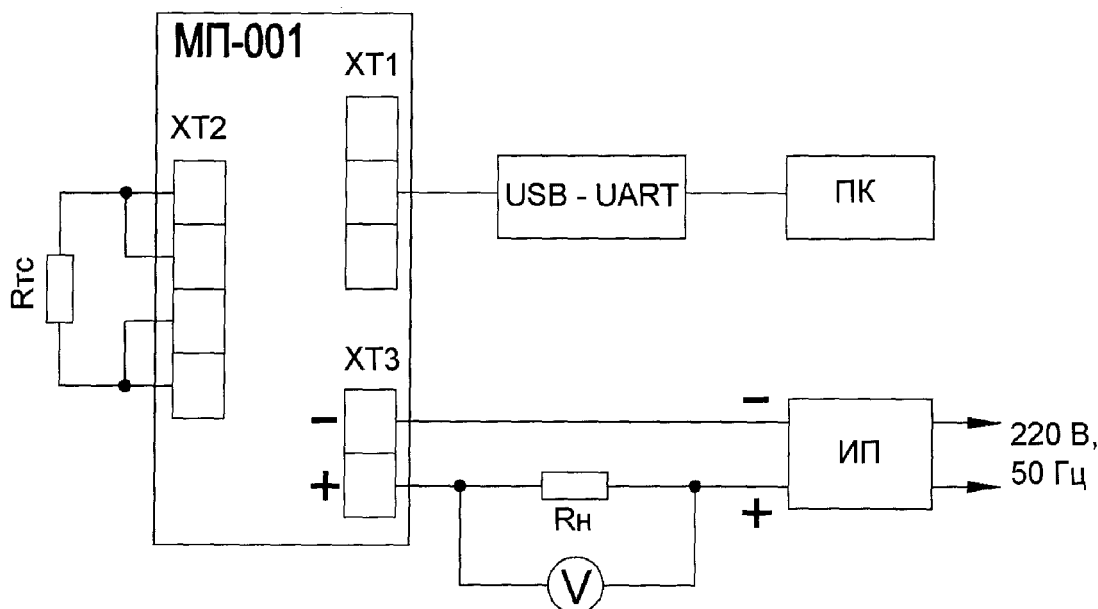 МП-001
XT1
XT2
USB - UART
ПК
Rтс
XT3
-
-
ИП
220 В,
50 Гц
+
Rн
+
V